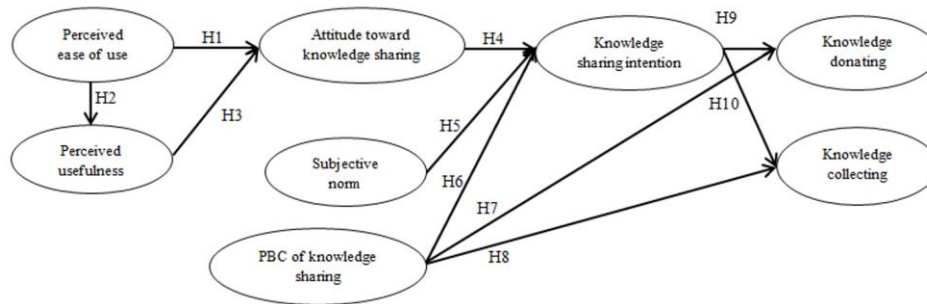 Perceived
ease of use
H1
Attitude toward
knowledge sharing
H4
Knowledge
sharing intention
H9
Knowledge
donating
H2
H3
H10
H5
Perceived
usefulness
Subjective
norm
H6
Knowledge
collecting
H7
PBC of knowledge
sharing
H8